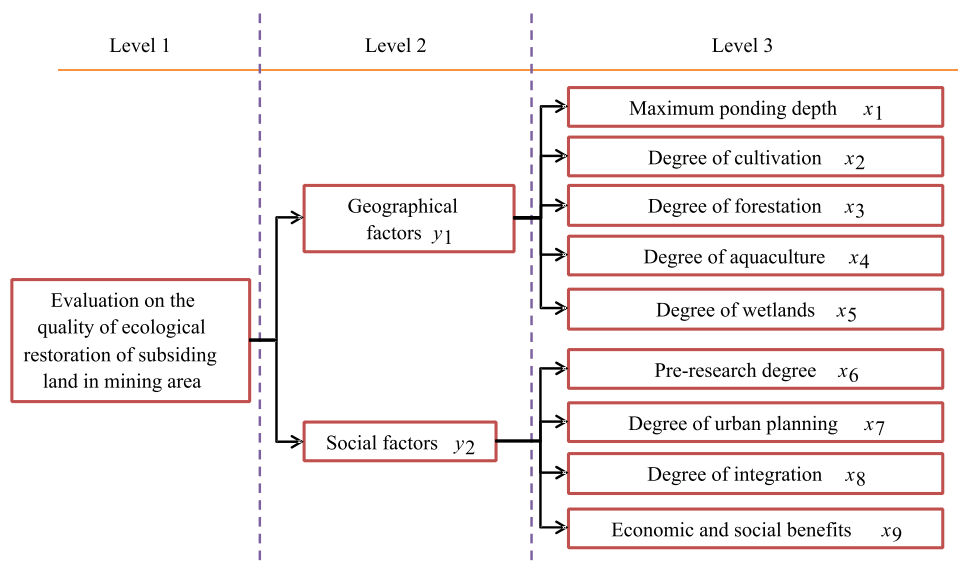 Level 1
Level 2
Level 3
Evaluation on the
quality of ecological
restoration of subsiding
land in mining area
Geographical
factors y1
Social factors y2
Maximum ponding depth x1
Degree of cultivation x2
Degree of forestation x3
Degree of aquaculture x4
Degree of wetlands x5
Pre-research degree x6
Degree of urban planning x7
Degree of integration x8
Economic and social benefits x9